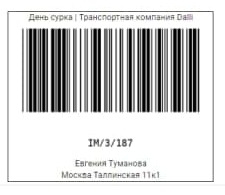 День сурка | Транспортная компания Dalli
IM/3/187
Евгения Туманова
Москва Таллинская 11к1